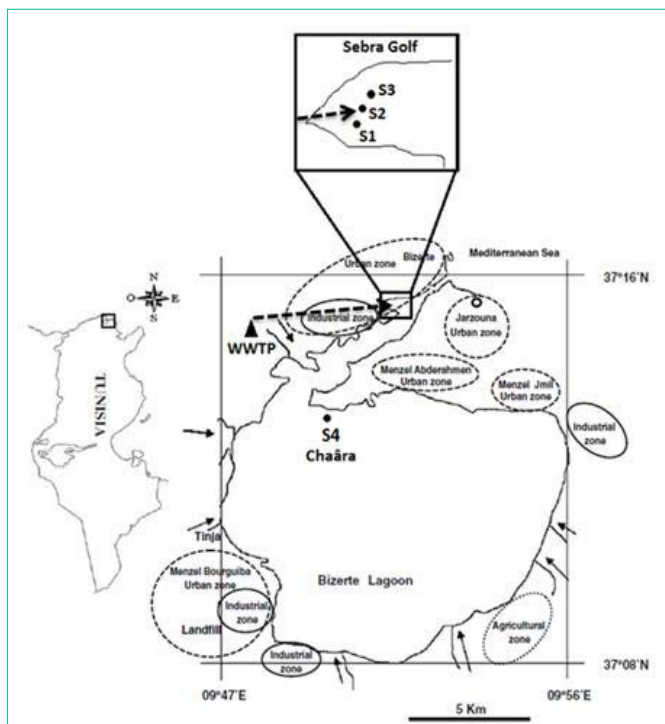 Sebra Golf
S3
S2
S1
Mediterranean Sea
Urban zone Bizerte
37°16´N
N
O E
S
Industrial zone
Jarzouna
Urban zone
WWTP
TUNISIA
Menzel Abderahmen
Urban zone
Menzel Jmil
Urban zone
Industrial
zone
S4
Chaâra
Tinja
Menzel Bourguiba
Urban zone
Industrial
zone
Landfill
Bizerte Lagoon
Agricultural
zone
Industrial
zone
37°08´N
09°47´E
09°56´E
5 Km